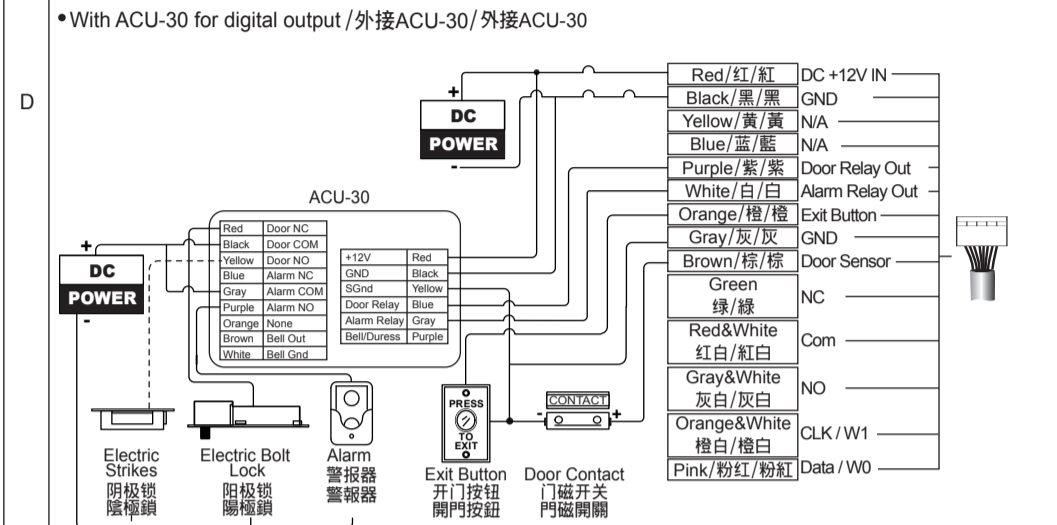 •With ACU-30 for digital output/外接ACU-30/外接ACU-30
D
+
DC
POWER
-
Red/红/紅 DC +12V IN
Black/黑/黑 GND
Yellow/黄/黃 N/A
Blue/蓝/藍 N/A
Purple/紫/紫 Door Relay Out
White/白/白 Alarm Relay Out
Orange/橙/橙 Exit Button
Gray/灰/灰 GND
Brown/棕/棕 Door Sensor
Green
绿/綠
NC
Red&White
红白/紅白
Com
Gray&White
灰白/灰白
NO
Orange&White
橙白/橙白
CLK / W1
Pink/粉红/粉紅 Data / W0
ACU-30
Red Door NC
Black Door COM
Yellow Door NO
Blue Alarm NC
Gray Alarm COM
Purple Alarm NO
Orange None
Brown Bell Out
White Bell Gnd
+12V Red
GND Black
SGnd Yellow
Door Relay Blue
Alarm Relay Gray
Bell/Duress Purple
+
DC
POWER
-
PRESS
TO
EXIT
CONTACT
- +
Electric
Strikes
阴极锁
陰極鎖
Electric Bolt
Lock
阳极锁
陽極鎖
Alarm
警报器
警報器
Exit Button
开门按钮
開門按鈕
Door Contact
门磁开关
門磁開關